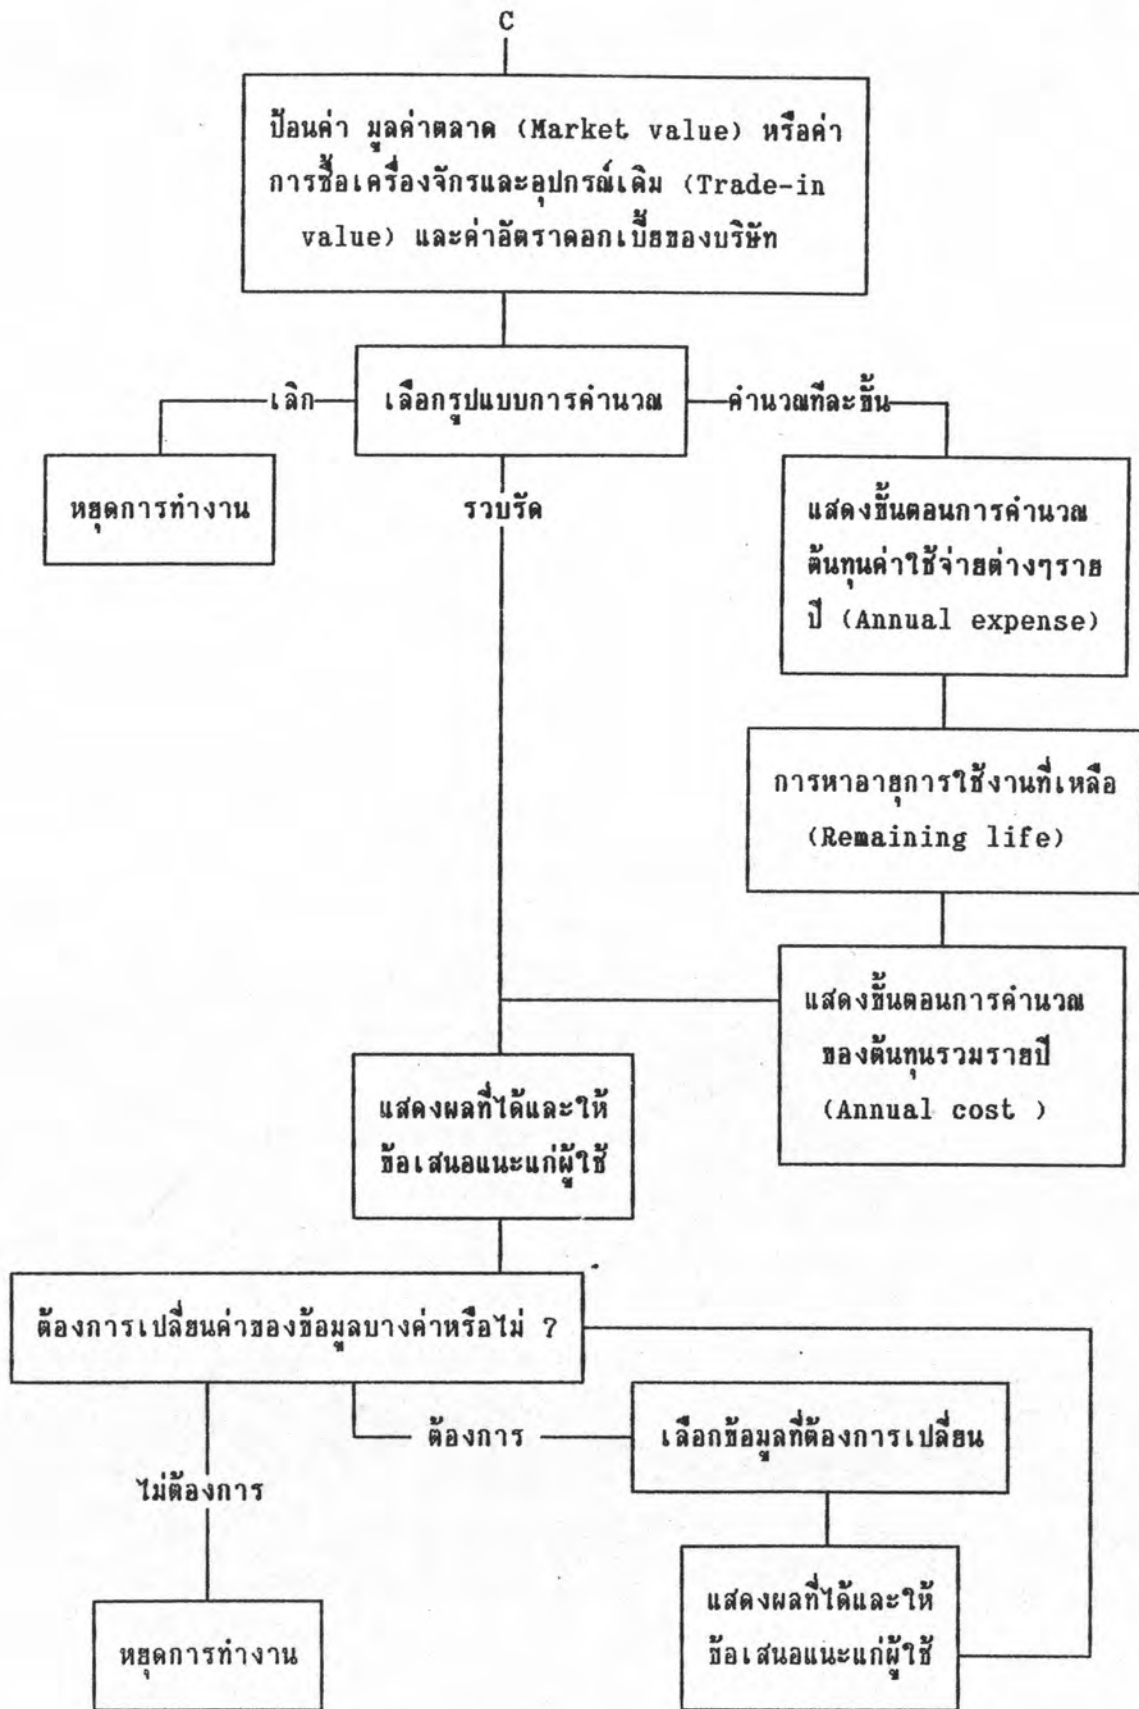 C
ป้อนค่า มูลค่าตลาด (Market value) หรือค่า
การซื้อเครื่องจักรและอุปกรณ์เดิม (Trade-in
value) และค่าอัตราดอกเบี้ยของบริษัท
เลิก
เลือกรูปแบบการคำนวณ
คำนวณทีละขั้น
หยุดการทำงาน
รวบรัด
แสดงขั้นตอนการคำนวณ
ต้นทุนค่าใช้จ่ายต่างๆราย
ปี (Annual expense)
การหาอายุการใช้งานที่เหลือ
(Remaining life)
แสดงขั้นตอนการคำนวณ
ของต้นทุนรวมรายปี
(Annual cost )
แสดงผลที่ได้และให้
ข้อเสนอแนะแก่ผู้ใช้
ต้องการเปลี่ยนค่าของข้อมูลบางค่าหรือไม่ ?
ต้องการ
เลือกข้อมูลที่ต้องการเปลี่ยน
ไม่ต้องการ
แสดงผลที่ได้และให้
ข้อเสนอแนะแก่ผู้ใช้
หยุดการทำงาน